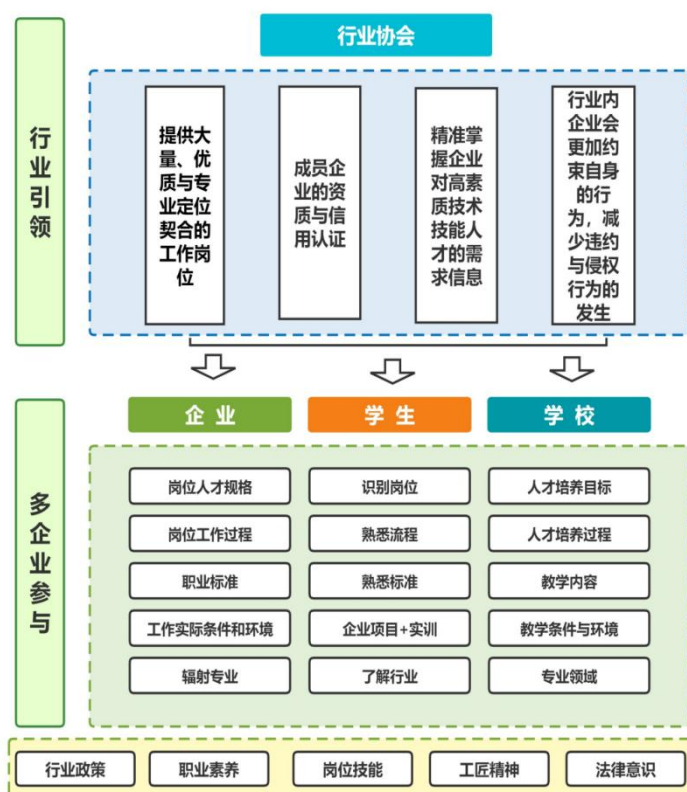 行业协会
行业引领
提供大
量、优
质与专
业定位
契合的
工作岗
位
成员企
业的资
质与信
用认证
精准掌
握企业
对高素
质技术
技能人
才的需
求信息
行业内
企业会
更加约
束自身
的行
为，减
少违约
与侵权
行为的
发生
多企业参与
企业
学生
学校
岗位人才规格
识别岗位
人才培养目标
岗位工作过程
熟悉流程
人才培养过程
职业标准
熟悉标准
教学内容
工作实际条件和环境
企业项目+实训
教学条件与环境
辐射专业
了解行业
专业领域
行业政策
职业素养
岗位技能
工匠精神
法律意识